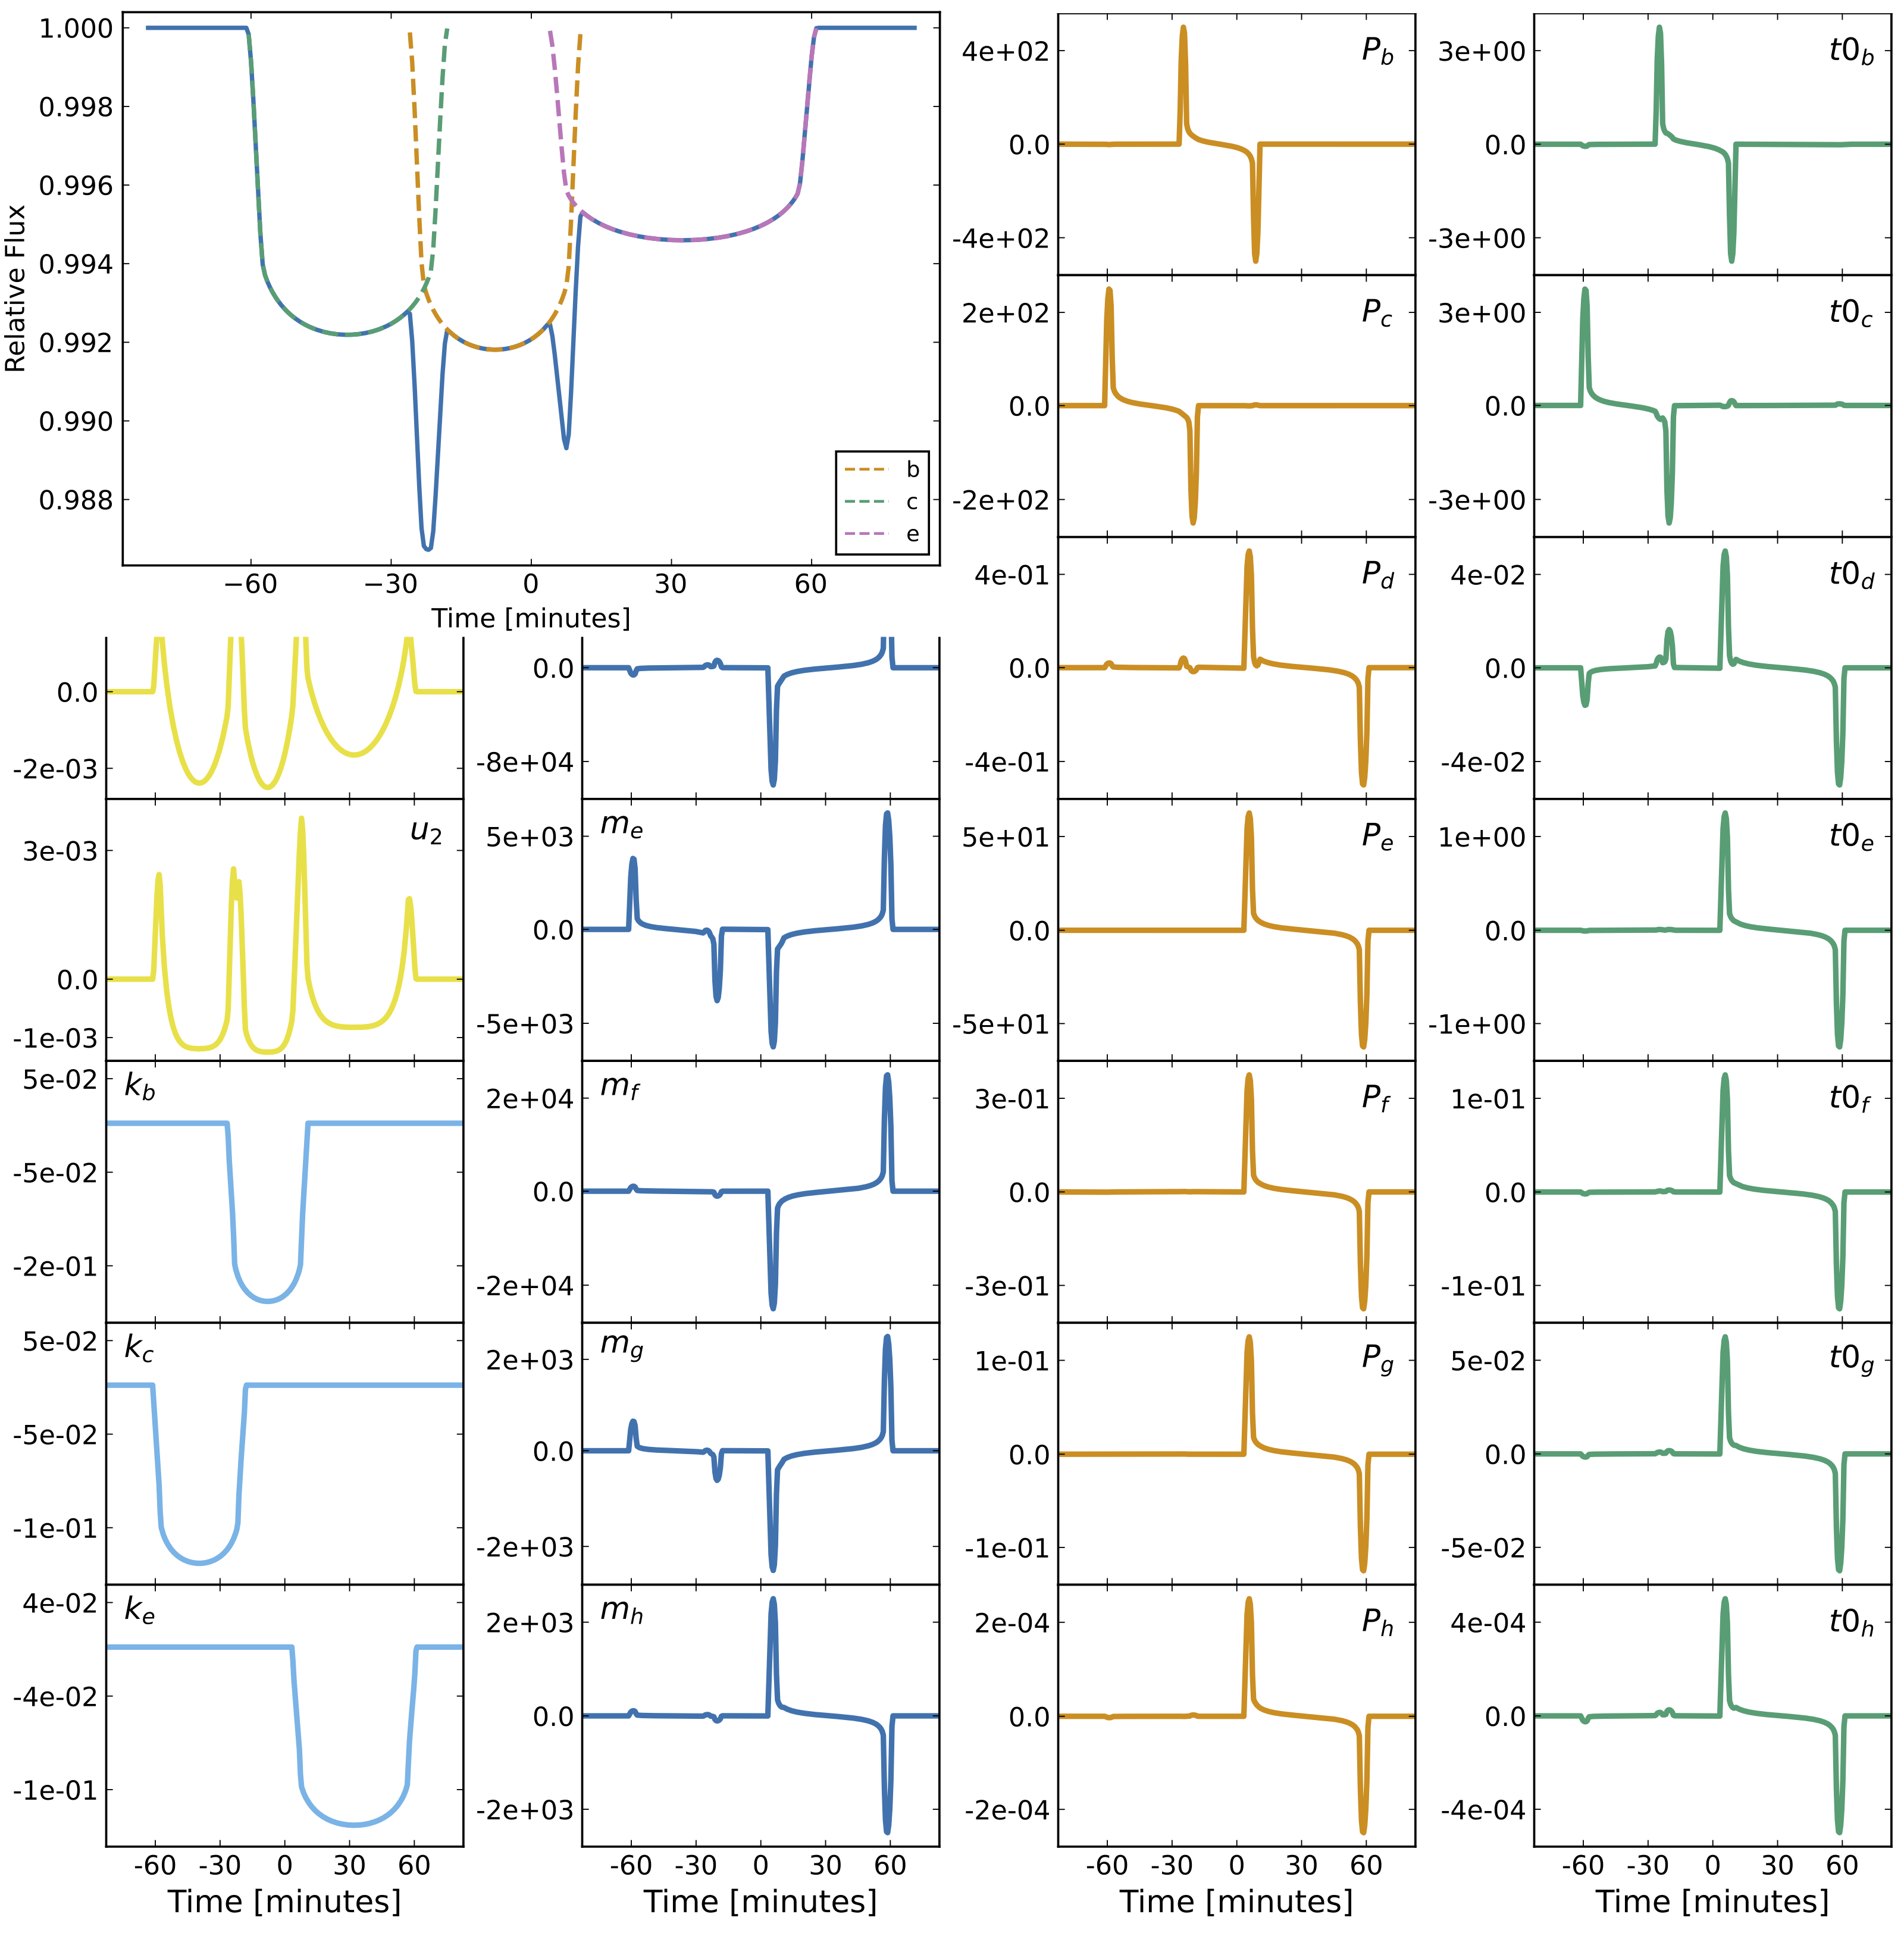 1.000
0.998
0.996
0.994
0.992
0.990
0.988
Relative Flux
−60 −30 0 30 60
Time [minutes]
b
c
e
4e+02
0.0
-4e+02
P_b
3e+00
0.0
-3e+00
t0_b
2e+02
0.0
-2e+02
P_c
3e+00
0.0
-3e+00
t0_c
0.0
-2e-03
0.0
-8e+04
4e-01
0.0
-4e-01
P_d
4e-02
0.0
-4e-02
t0_d
3e-03
0.0
-1e-03
u_2
5e+03
0.0
-5e+03
m_e
5e+01
0.0
-5e+01
P_e
1e+00
0.0
-1e+00
t0_e
5e-02
-5e-02
-2e-01
k_b
2e+04
0.0
-2e+04
m_f
3e-01
0.0
-3e-01
P_f
1e-01
0.0
-1e-01
t0_f
5e-02
-5e-02
-1e-01
k_c
2e+03
0.0
-2e+03
m_g
1e-01
0.0
-1e-01
P_g
5e-02
0.0
-5e-02
t0_g
4e-02
-4e-02
-1e-01
k_e
2e+03
0.0
-2e+03
m_h
2e-04
0.0
-2e-04
P_h
4e-04
0.0
-4e-04
t0_h
-60 -30 0 30 60
Time [minutes]
-60 -30 0 30 60
Time [minutes]
-60 -30 0 30 60
Time [minutes]
-60 -30 0 30 60
Time [minutes]